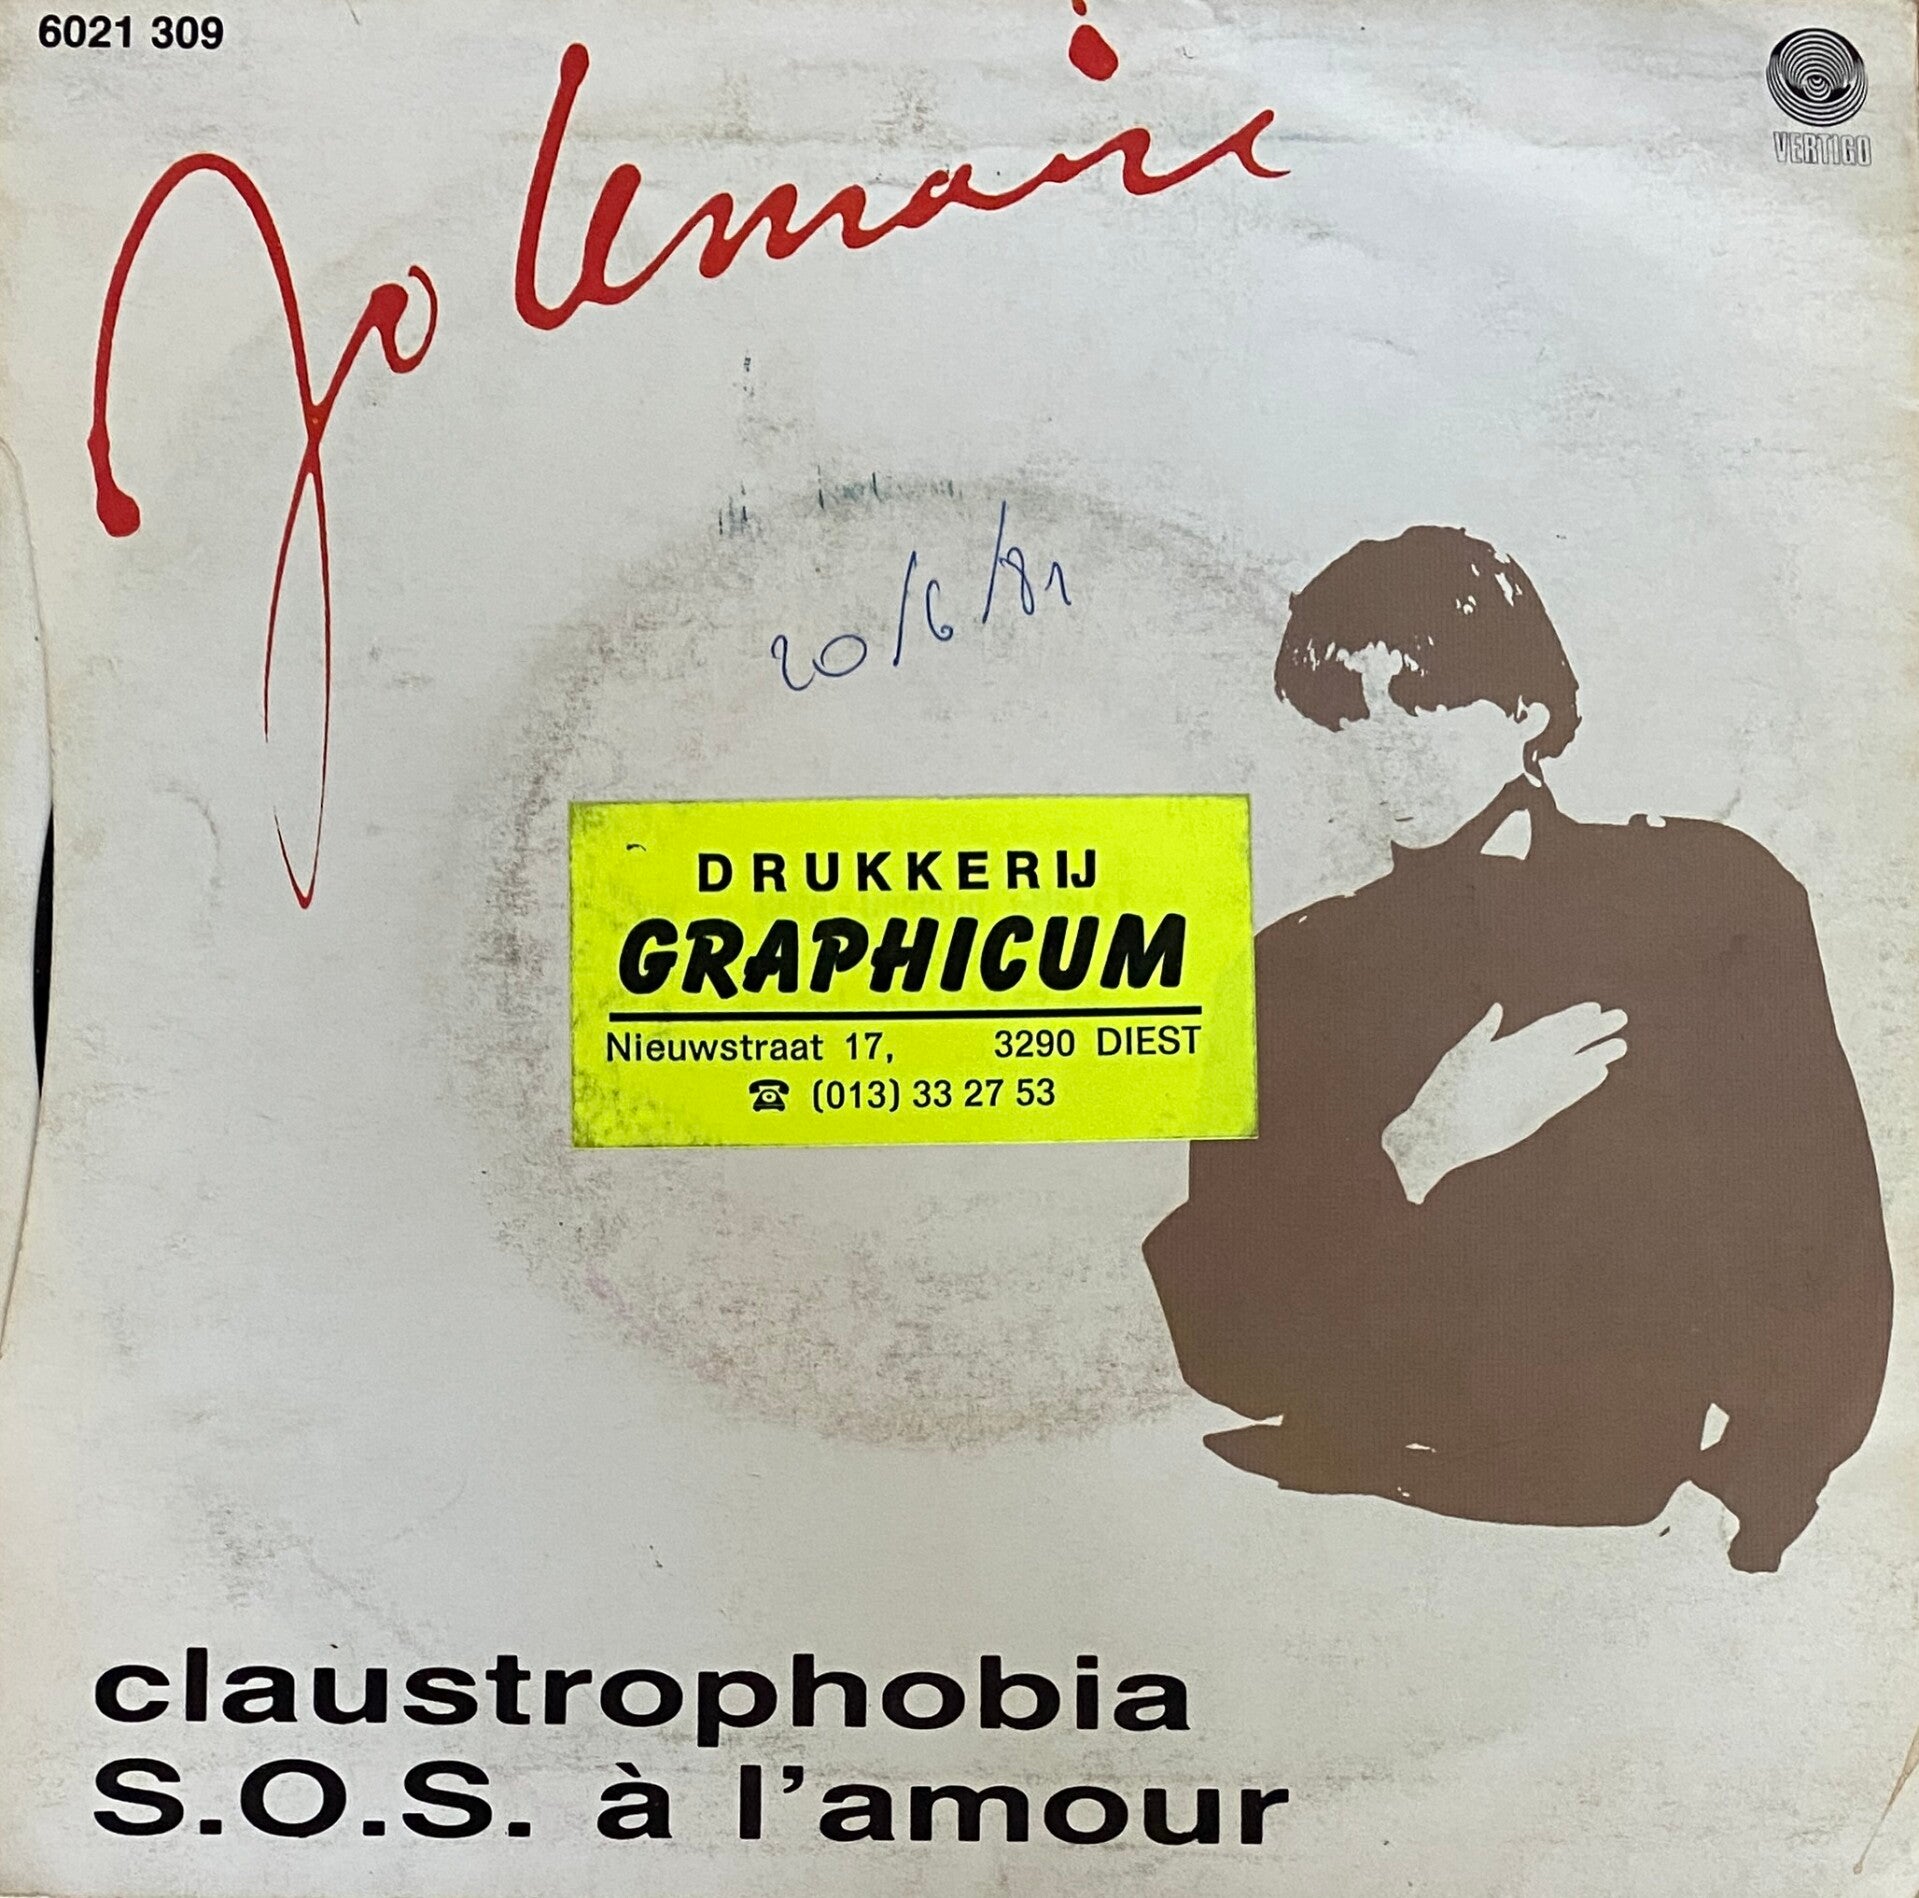 6021 309
VERTIGO
Jo Lemaire
20/6/81
DRUKKERIJ
GRAPHICUM
Nieuwstraat 17, 3290 DIEST
☎ (013) 33 27 53
claustrophobia
S.O.S. à l'amour